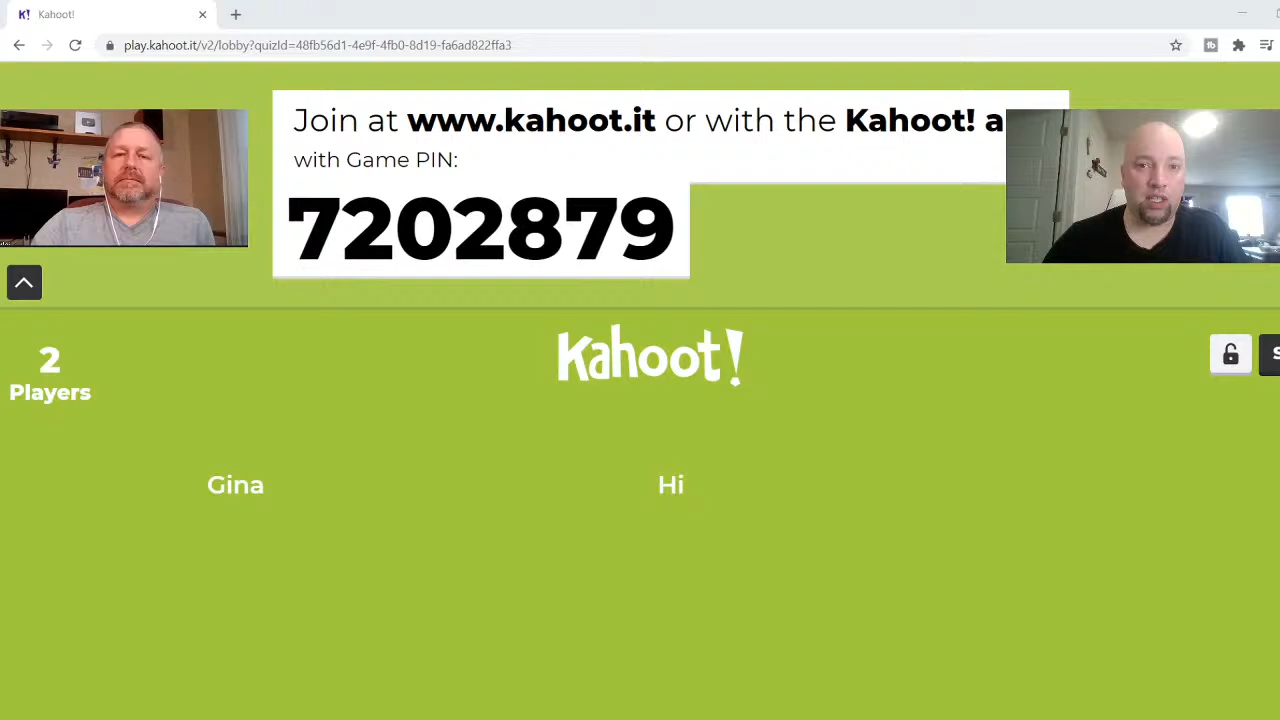 Kahoot!
play.kahoot.it/v2/lobby?quizId=48fb56d1-4e9f-4fb0-8d19-fa6ad822ffa3
Join at www.kahoot.it or with the Kahoot! a
with Game PIN:
7202879
Kahoot!
2
Players
Gina
Hi